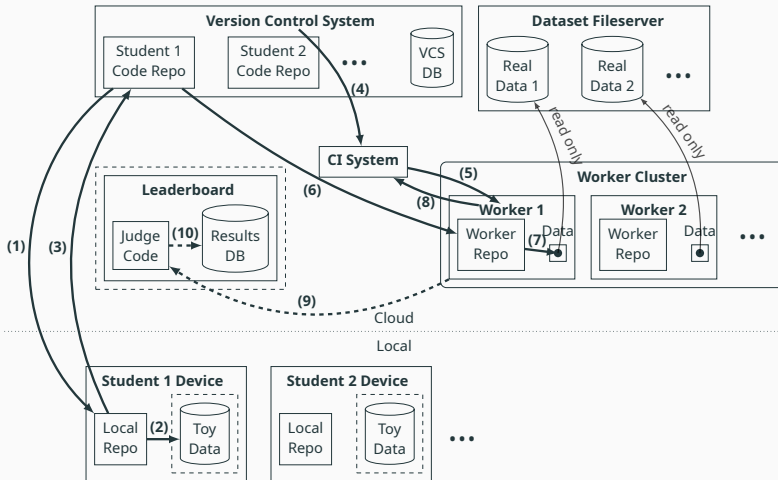 Version Control System
Student 1
Code Repo
Student 2
Code Repo
...
VCS
DB
Dataset Fileserver
Real
Data 1
Real
Data 2
...
(4)
read only
read only
CI System
(5)
(6)
(8)
Worker Cluster
Leaderboard
Judge
Code
(10)
Results
DB
Worker 1
Worker
Repo
(7)
Data
Worker 2
Worker
Repo
Data
...
(1)
(3)
(9)
Cloud
Local
Student 1 Device
Local
Repo
(2)
Toy
Data
Student 2 Device
Local
Repo
Toy
Data
...